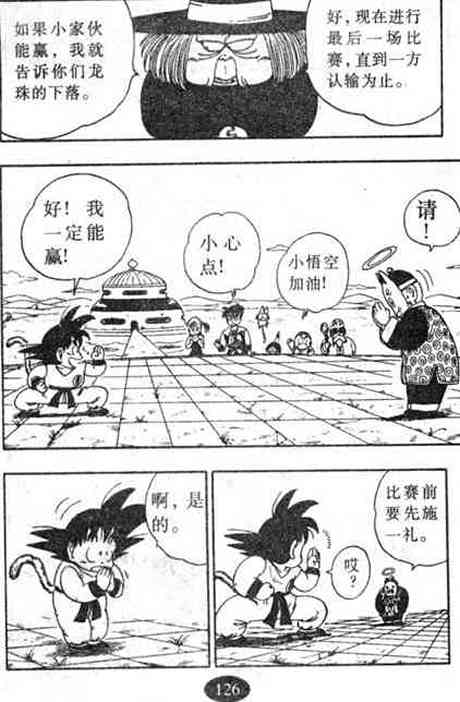 好，现在进行
最后一场比
赛，直到一方
认输为止。
如果小家伙
能赢，我就
告诉你们龙
珠的下落。
请！
小悟空
加油！
小心
点！
好！我
一定能
赢！
比赛前
要先施
一礼。
哎？
啊，是
的。
126